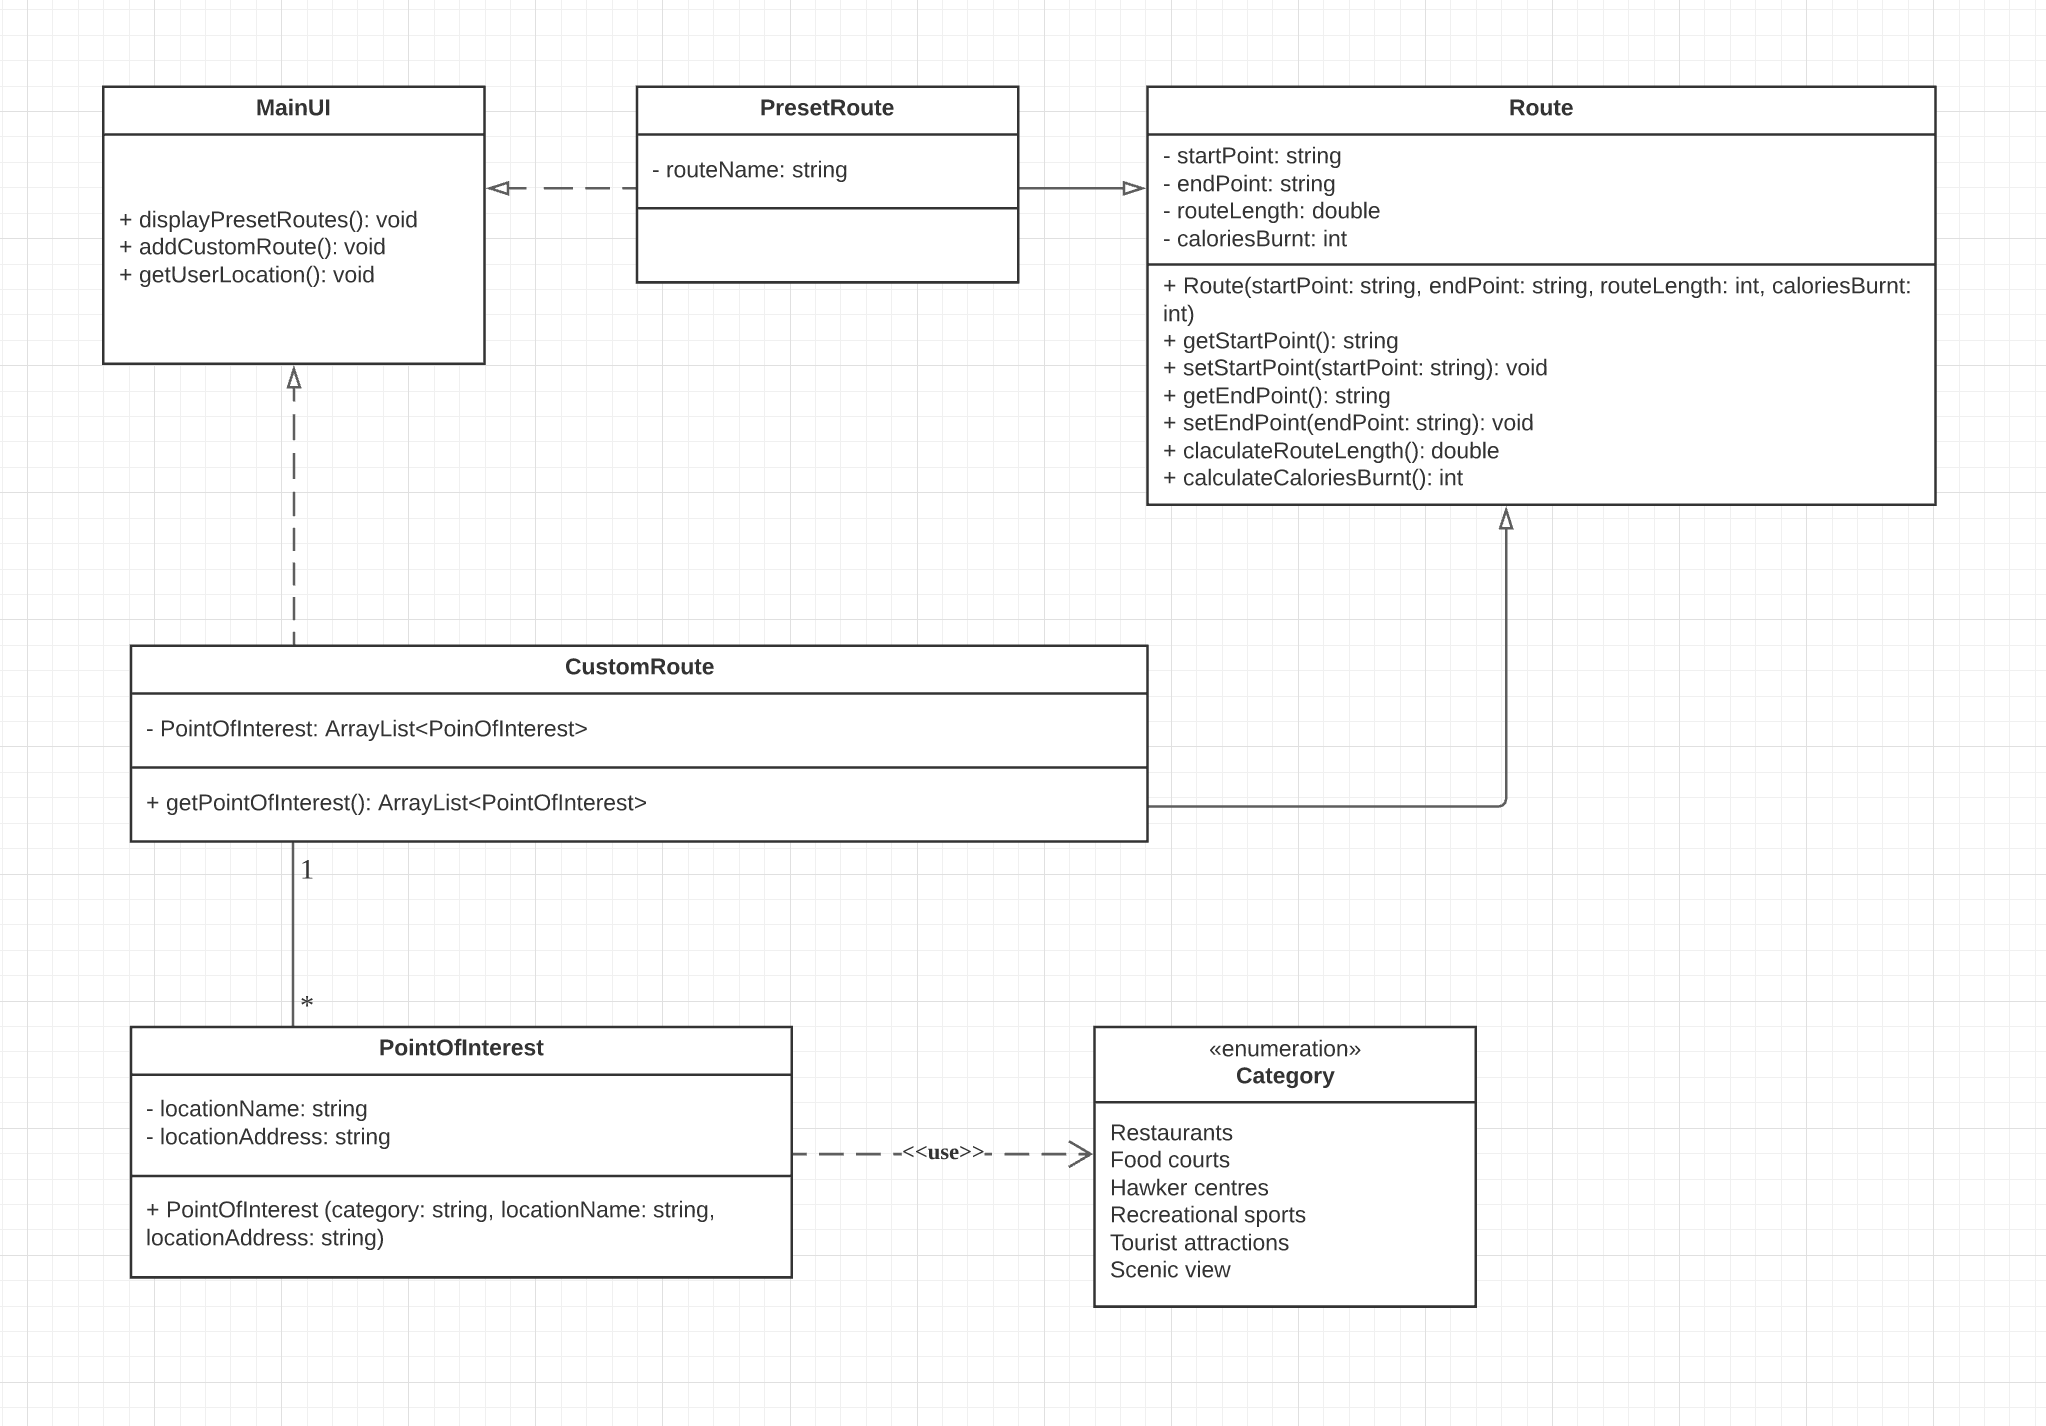 MainUI
+ displayPresetRoutes(): void
+ addCustomRoute(): void
+ getUserLocation(): void
PresetRoute
- routeName: string
Route
- startPoint: string
- endPoint: string
- routeLength: double
- caloriesBurnt: int
+ Route(startPoint: string, endPoint: string, routeLength: int, caloriesBurnt:
int)
+ getStartPoint(): string
+ setStartPoint(startPoint: string): void
+ getEndPoint(): string
+ setEndPoint(endPoint: string): void
+ claculateRouteLength(): double
+ calculateCaloriesBurnt(): int
CustomRoute
- PointOfInterest: ArrayList<PoinOfInterest>
+ getPointOfInterest(): ArrayList<PointOfInterest>
1
*
PointOfInterest
- locationName: string
- locationAddress: string
+ PointOfInterest (category: string, locationName: string,
locationAddress: string)
<<use>>
«enumeration»
Category
Restaurants
Food courts
Hawker centres
Recreational sports
Tourist attractions
Scenic view